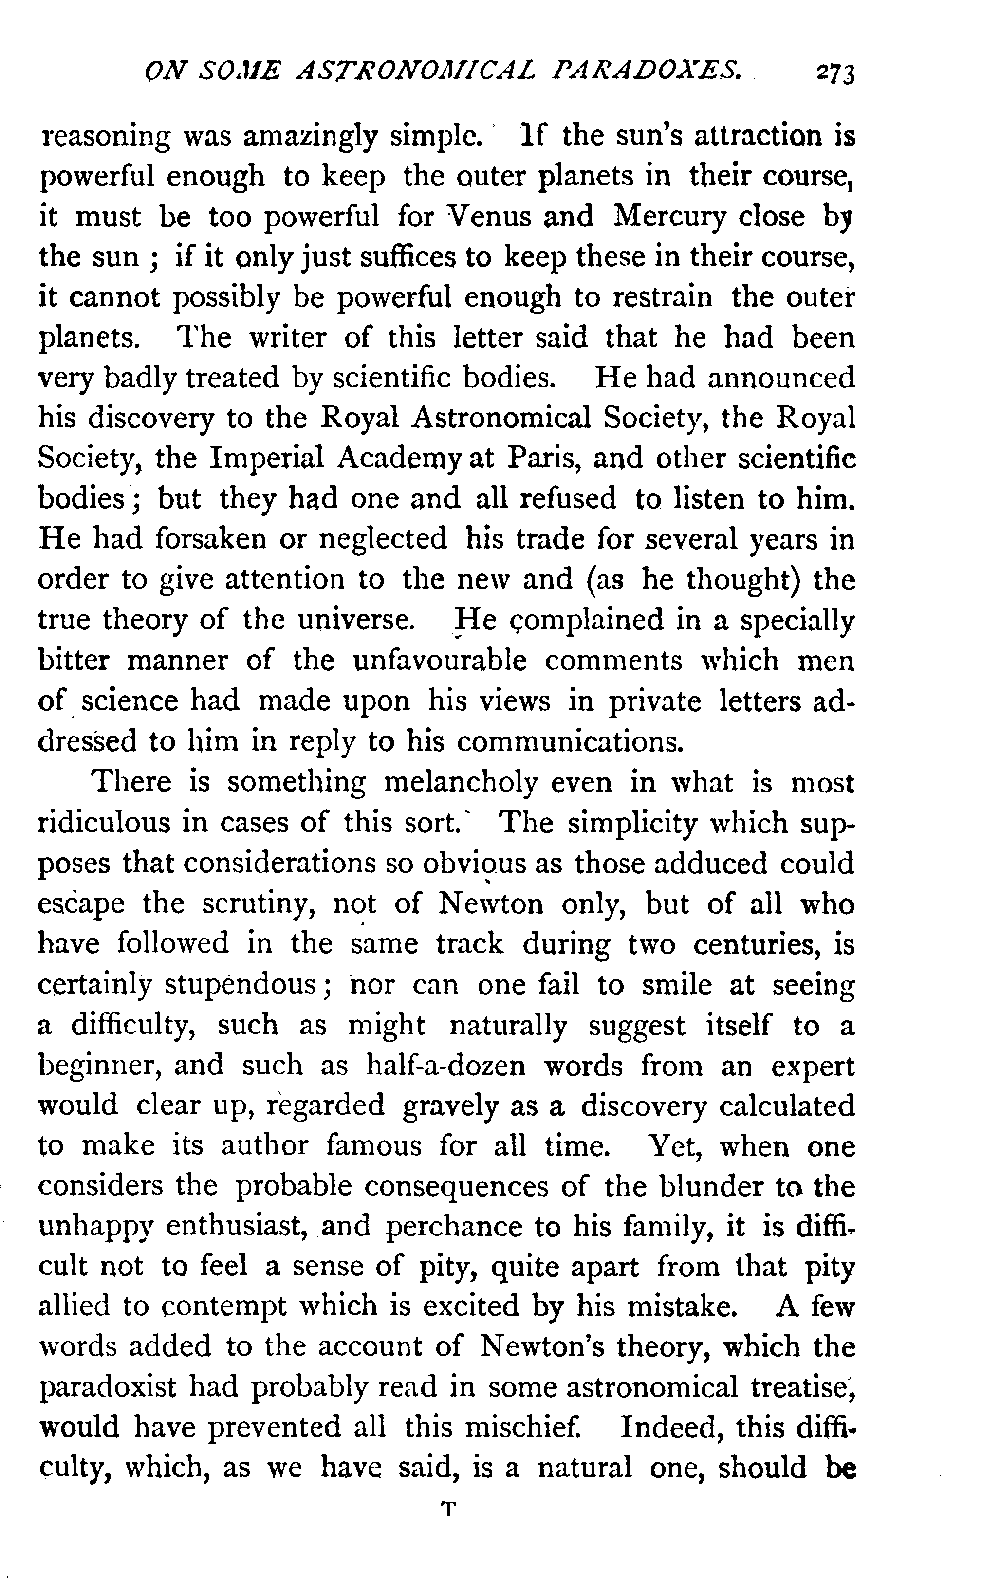 ON SOME ASTRONOMICAL PARADOXES. 273
reasoning was amazingly simple. If the sun's attraction is
powerful enough to keep the outer planets in their course,
it must be too powerful for Venus and Mercury close by
the sun ; if it only just suffices to keep these in their course,
it cannot possibly be powerful enough to restrain the outer
planets. The writer of this letter said that he had been
very badly treated by scientific bodies. He had announced
his discovery to the Royal Astronomical Society, the Royal
Society, the Imperial Academy at Paris, and other scientific
bodies ; but they had one and all refused to listen to him.
He had forsaken or neglected his trade for several years in
order to give attention to the new and (as he thought) the
true theory of the universe. He complained in a specially
bitter manner of the unfavourable comments which men
of science had made upon his views in private letters ad-
dressed to him in reply to his communications.
There is something melancholy even in what is most
ridiculous in cases of this sort. The simplicity which sup-
poses that considerations so obvious as those adduced could
escape the scrutiny, not of Newton only, but of all who
have followed in the same track during two centuries, is
certainly stupendous ; nor can one fail to smile at seeing
a difficulty, such as might naturally suggest itself to a
beginner, and such as half-a-dozen words from an expert
would clear up, regarded gravely as a discovery calculated
to make its author famous for all time. Yet, when one
considers the probable consequences of the blunder to the
unhappy enthusiast, and perchance to his family, it is diffi-
cult not to feel a sense of pity, quite apart from that pity
allied to contempt which is excited by his mistake. A few
words added to the account of Newton's theory, which the
paradoxist had probably read in some astronomical treatise,
would have prevented all this mischief. Indeed, this diffi-
culty, which, as we have said, is a natural one, should be
T